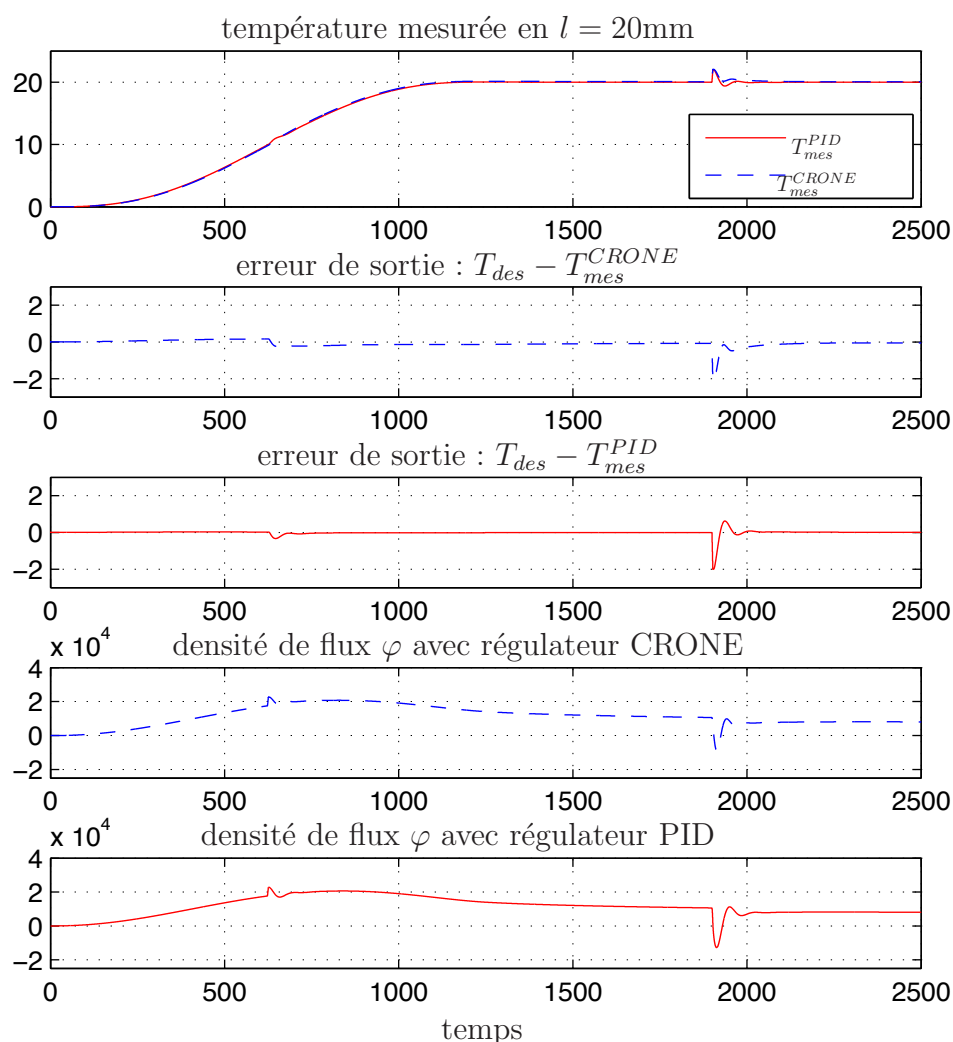 température mesurée en l = 20mm
20
10
0
T_{mes}^{PID}
T_{mes}^{CRONE}
0 500 1000 1500 2000 2500
erreur de sortie : T_{des} − T_{mes}^{CRONE}
2
0
−2
0 500 1000 1500 2000 2500
erreur de sortie : T_{des} − T_{mes}^{PID}
2
0
−2
0 500 1000 1500 2000 2500
x 10^4
densité de flux φ avec régulateur CRONE
4
2
0
−2
0 500 1000 1500 2000 2500
x 10^4
densité de flux φ avec régulateur PID
4
2
0
−2
0 500 1000 1500 2000 2500
temps